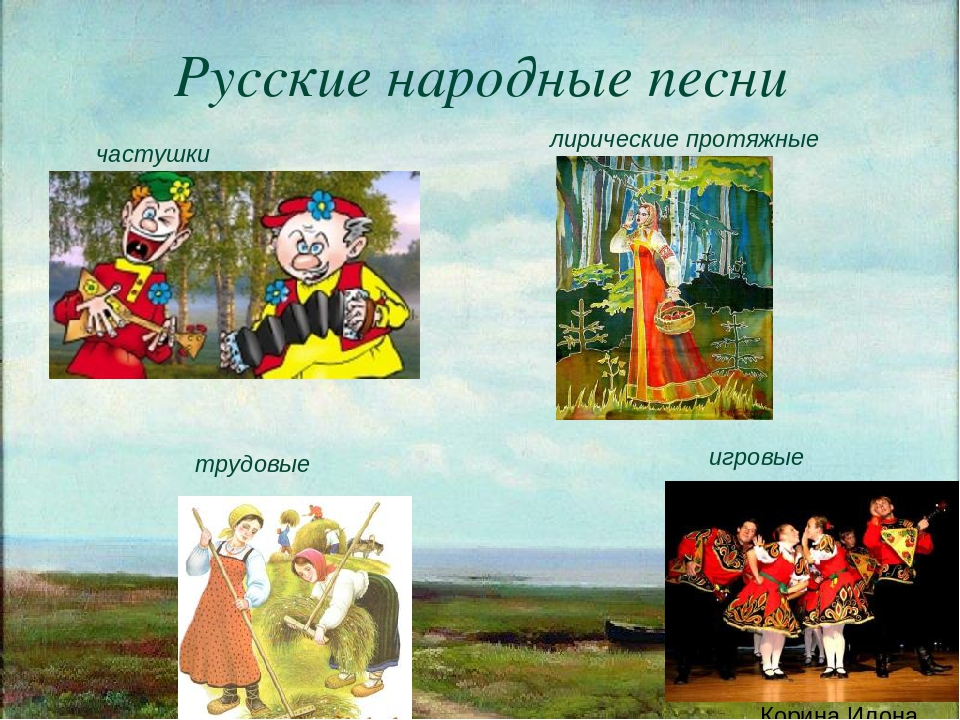 Русские народные песни
частушки
лирические протяжные
трудовые
игровые
Корина Илона